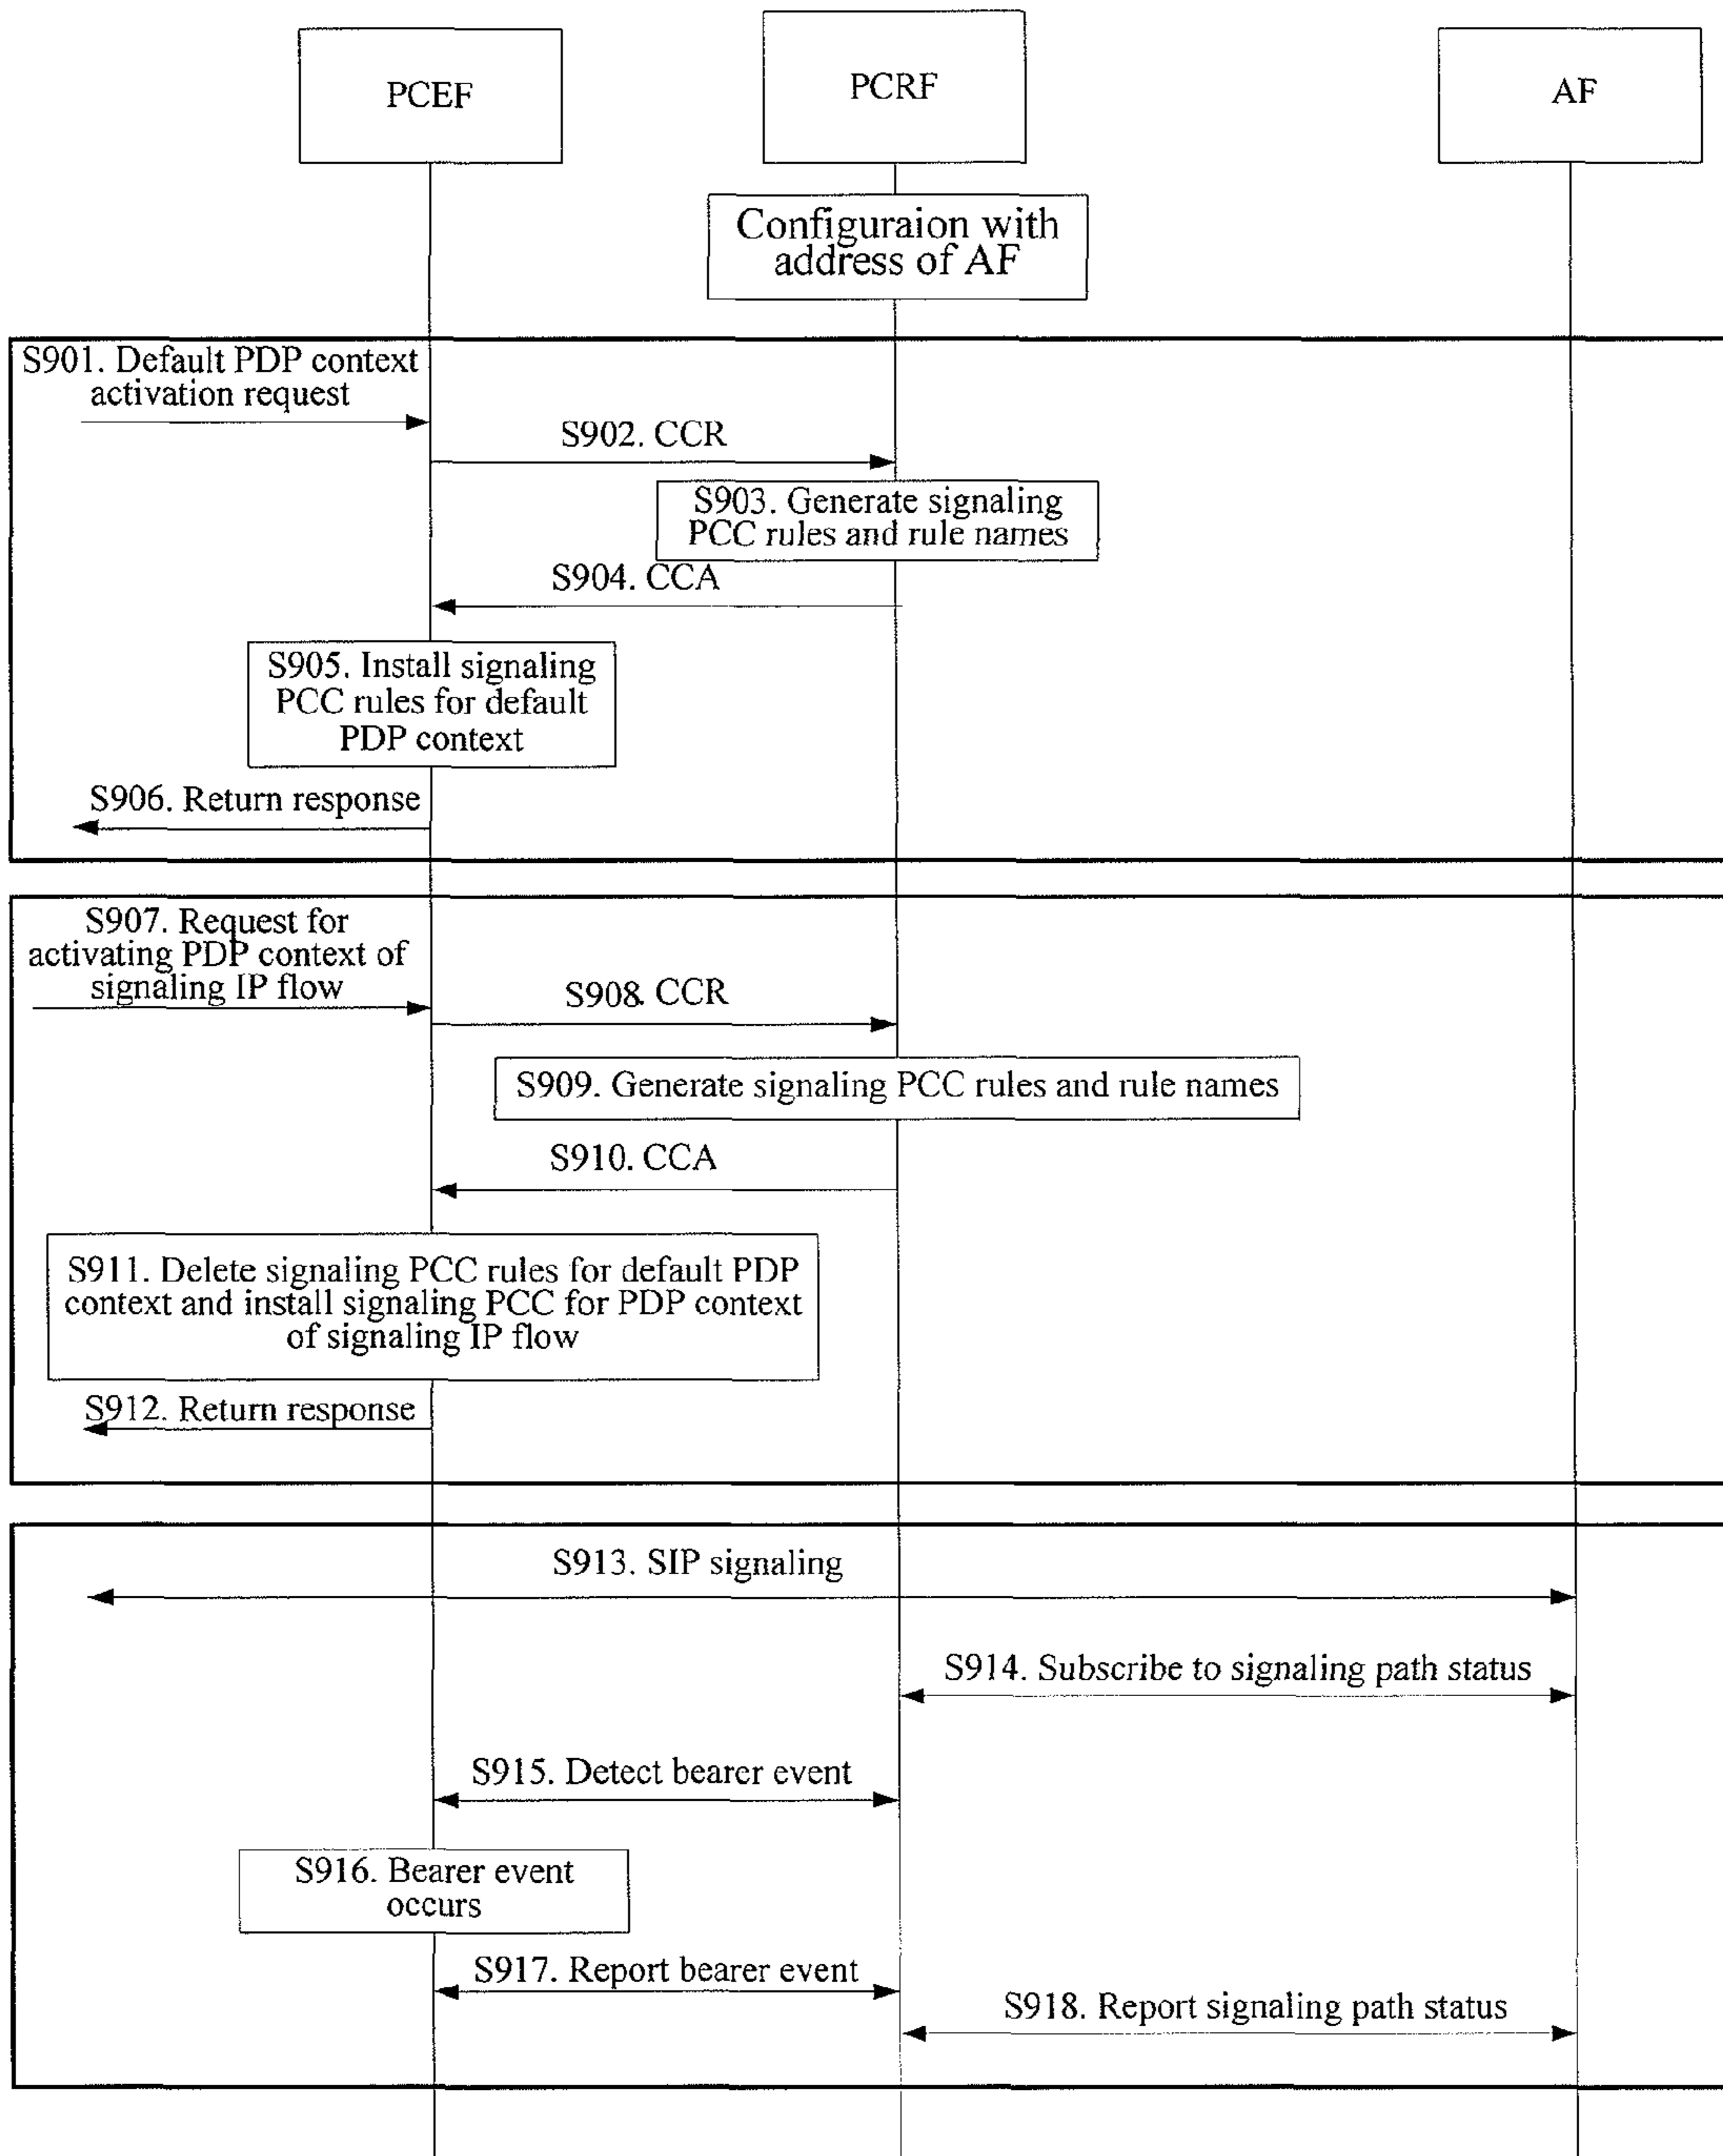 PCEF
PCRF
AF
Configuraion with
address of AF
S901. Default PDP context
activation request
S902. CCR
S903. Generate signaling
PCC rules and rule names
S904. CCA
S905. Install signaling
PCC rules for default
PDP context
S906. Return response
S907. Request for
activating PDP context of
signaling IP flow
S908. CCR
S909. Generate signaling PCC rules and rule names
S910. CCA
S911. Delete signaling PCC rules for default PDP
context and install signaling PCC for PDP context
of signaling IP flow
S912. Return response
S913. SIP signaling
S914. Subscribe to signaling path status
S915. Detect bearer event
S916. Bearer event
occurs
S917. Report bearer event
S918. Report signaling path status